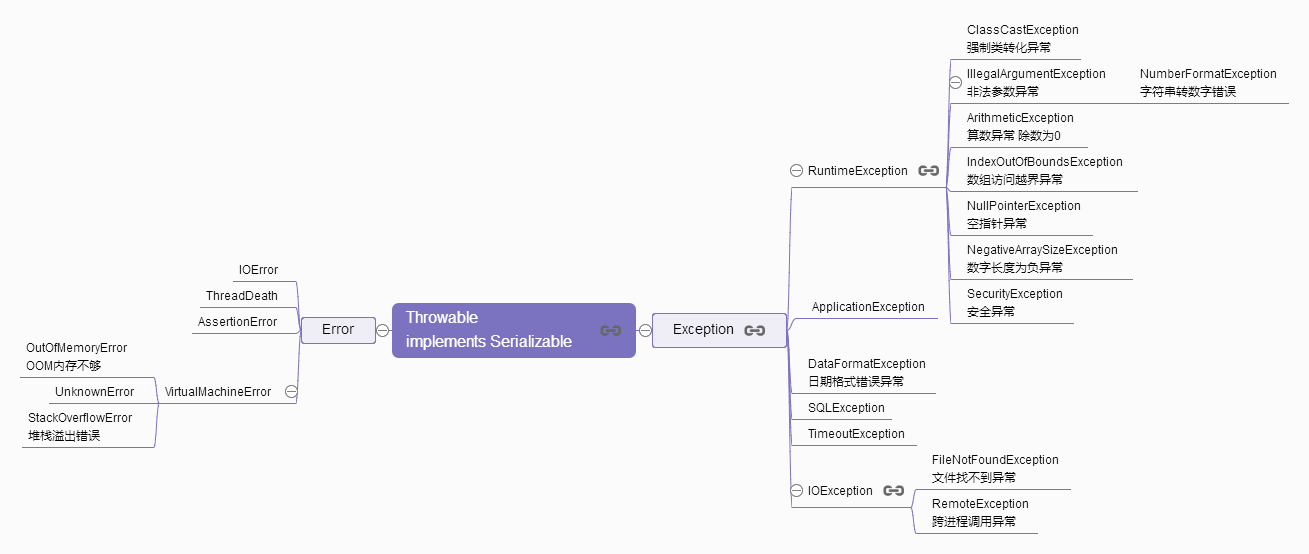 Throwable
implements Serializable
Error
IOError
ThreadDeath
AssertionError
VirtualMachineError
OutOfMemoryError
OOM内存不够
UnknownError
StackOverflowError
堆栈溢出错误
Exception
RuntimeException
ClassCastException
强制类转化异常
IllegalArgumentException
非法参数异常
NumberFormatException
字符串转数字错误
ArithmeticException
算数异常 除数为0
IndexOutOfBoundsException
数组访问越界异常
NullPointerException
空指针异常
NegativeArraySizeException
数字长度为负异常
SecurityException
安全异常
ApplicationException
DataFormatException
日期格式错误异常
SQLException
TimeoutException
IOException
FileNotFoundException
文件找不到异常
RemoteException
跨进程调用异常